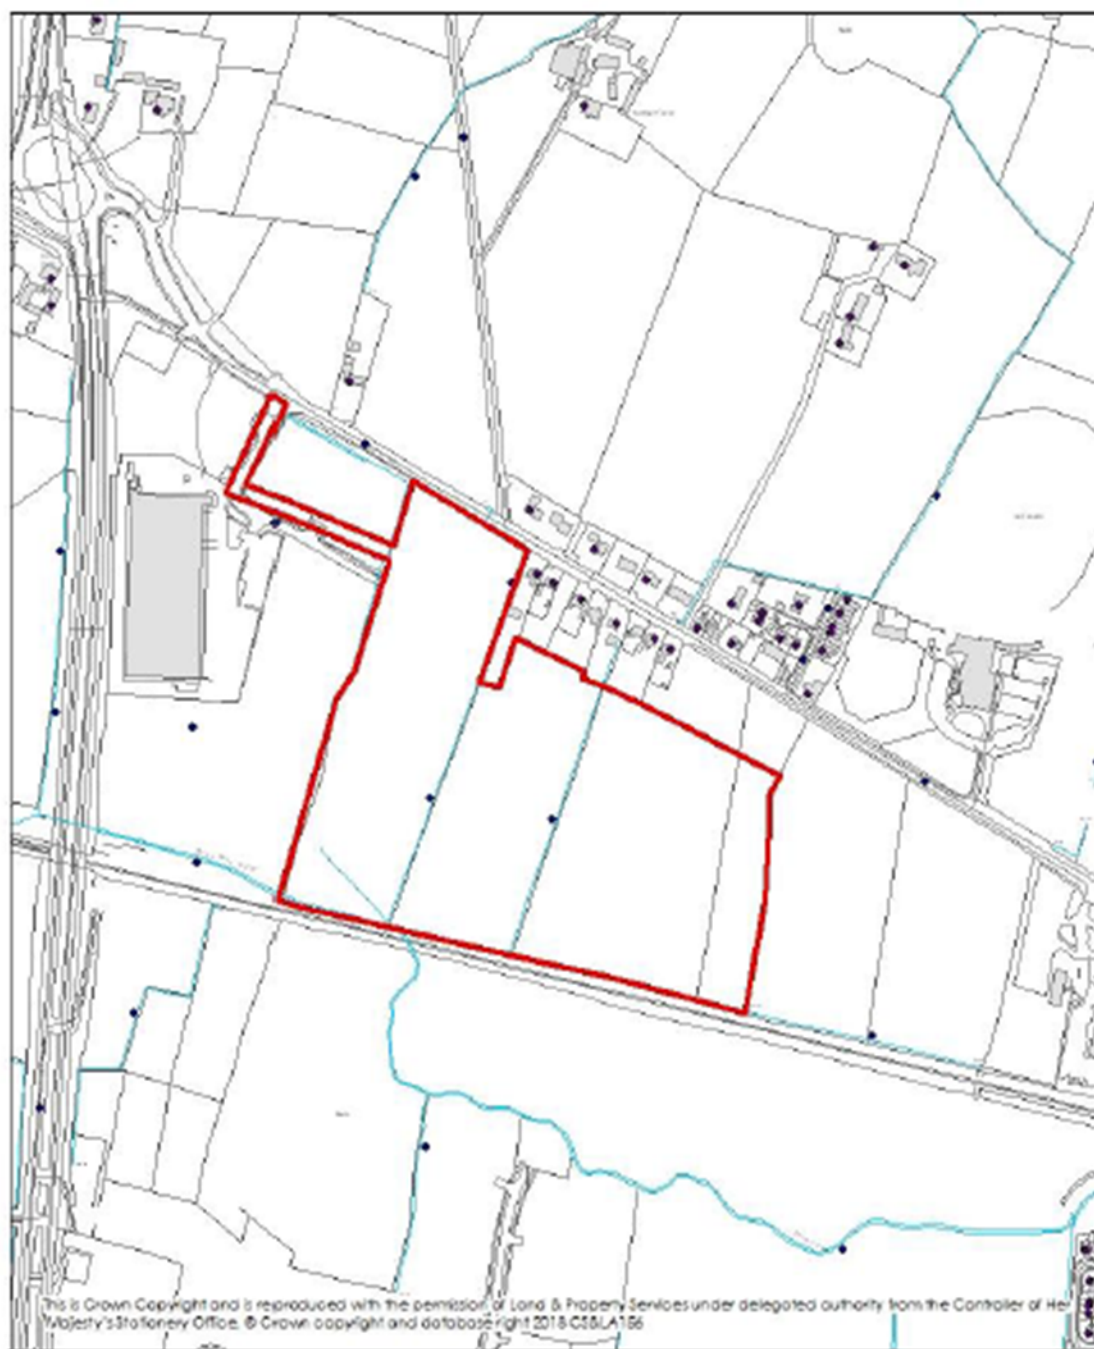 This is Crown Copyright and is reproduced with the permission of Land & Property Services under delegated authority from the Controller of Her
Majesty's Stationery Office. © Crown copyright and database right 2018 CS&LA156